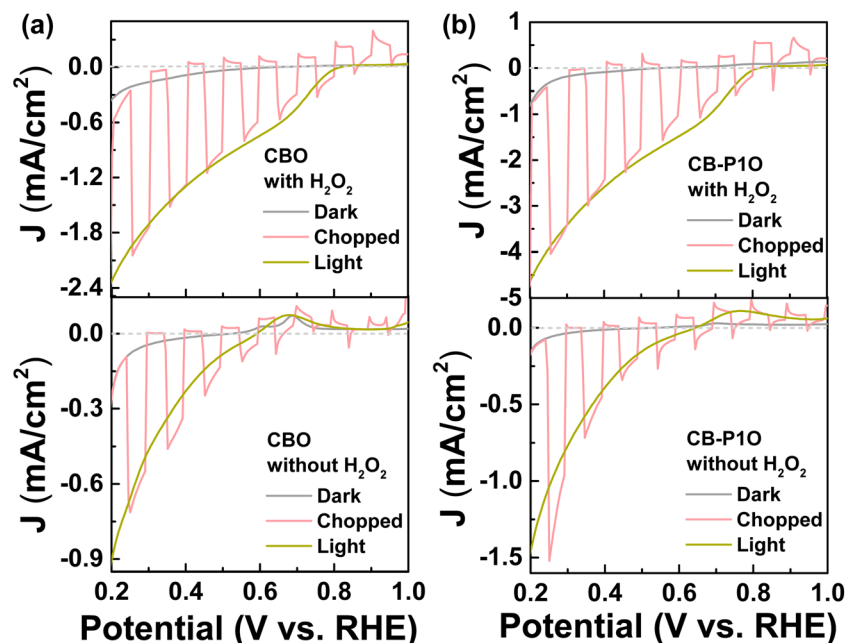 (a)
0.0
-0.6
-1.2
-1.8
-2.4
J (mA/cm²)
CBO
with H₂O₂
Dark
Chopped
Light
0.0
-0.3
-0.6
-0.9
J (mA/cm²)
CBO
without H₂O₂
Dark
Chopped
Light
0.2 0.4 0.6 0.8 1.0
Potential (V vs. RHE)
(b)
1
0
-1
-2
-3
-4
-5
J (mA/cm²)
CB-P1O
with H₂O₂
Dark
Chopped
Light
0.0
-0.5
-1.0
-1.5
J (mA/cm²)
CB-P1O
without H₂O₂
Dark
Chopped
Light
0.2 0.4 0.6 0.8 1.0
Potential (V vs. RHE)